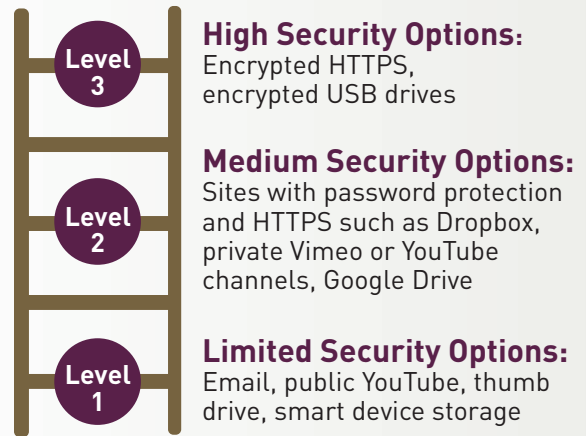 Level
3
High Security Options:
Encrypted HTTPS,
encrypted USB drives
Level
2
Medium Security Options:
Sites with password protection
and HTTPS such as Dropbox,
private Vimeo or YouTube
channels, Google Drive
Level
1
Limited Security Options:
Email, public YouTube, thumb
drive, smart device storage